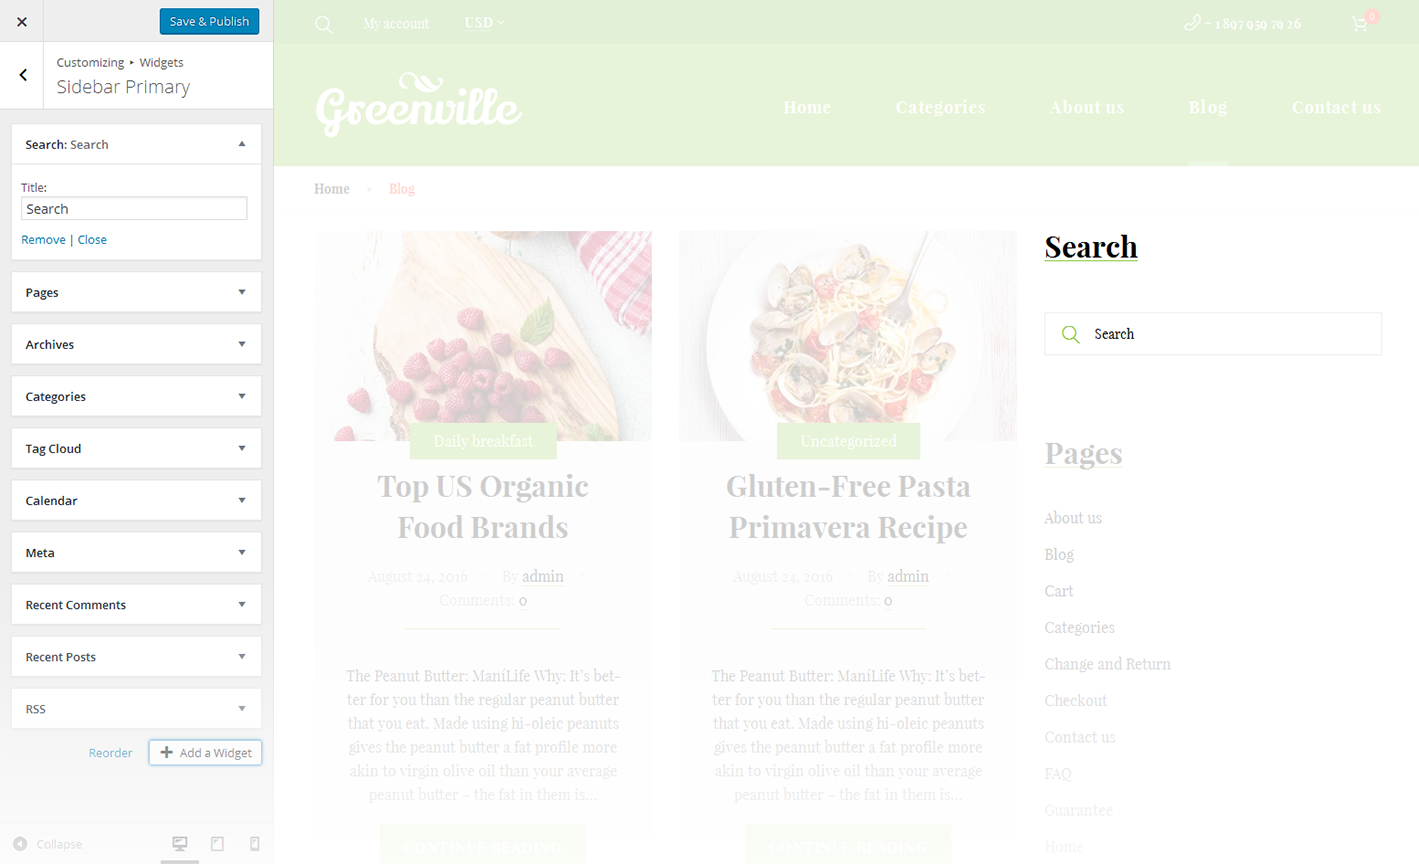 Save & Publish
Customizing ▸ Widgets
Sidebar Primary
Search: Search
Title:
Search
Remove | Close
Pages
Archives
Categories
Tag Cloud
Calendar
Meta
Recent Comments
Recent Posts
RSS
Reorder
Add a Widget
Collapse
My account
USD
– 1 897 959 79 26
0
Greenville
Home
Categories
About us
Blog
Contact us
Home • Blog
Daily breakfast
Top US Organic
Food Brands
August 24, 2016
By admin
Comments: 0
The Peanut Butter: ManiLife Why: It’s bet-
ter for you than the regular peanut butter
that you eat. Made using hi-oleic peanuts
gives the peanut butter a fat profile more
akin to virgin olive oil than your average
peanut butter – the fat in them is...
CONTINUE READING
Uncategorized
Gluten-Free Pasta
Primavera Recipe
August 24, 2016
By admin
Comments: 0
The Peanut Butter: ManiLife Why: It’s bet-
ter for you than the regular peanut butter
that you eat. Made using hi-oleic peanuts
gives the peanut butter a fat profile more
akin to virgin olive oil than your average
peanut butter – the fat in them is...
CONTINUE READING
Search
Search
Pages
About us
Blog
Cart
Categories
Change and Return
Checkout
Contact us
FAQ
Guarantee
Home